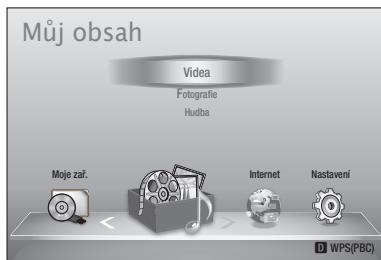 Můj obsah
Videa
Fotografie
Hudba
Moje zař.
Internet
Nastavení
D WPS(PBC)